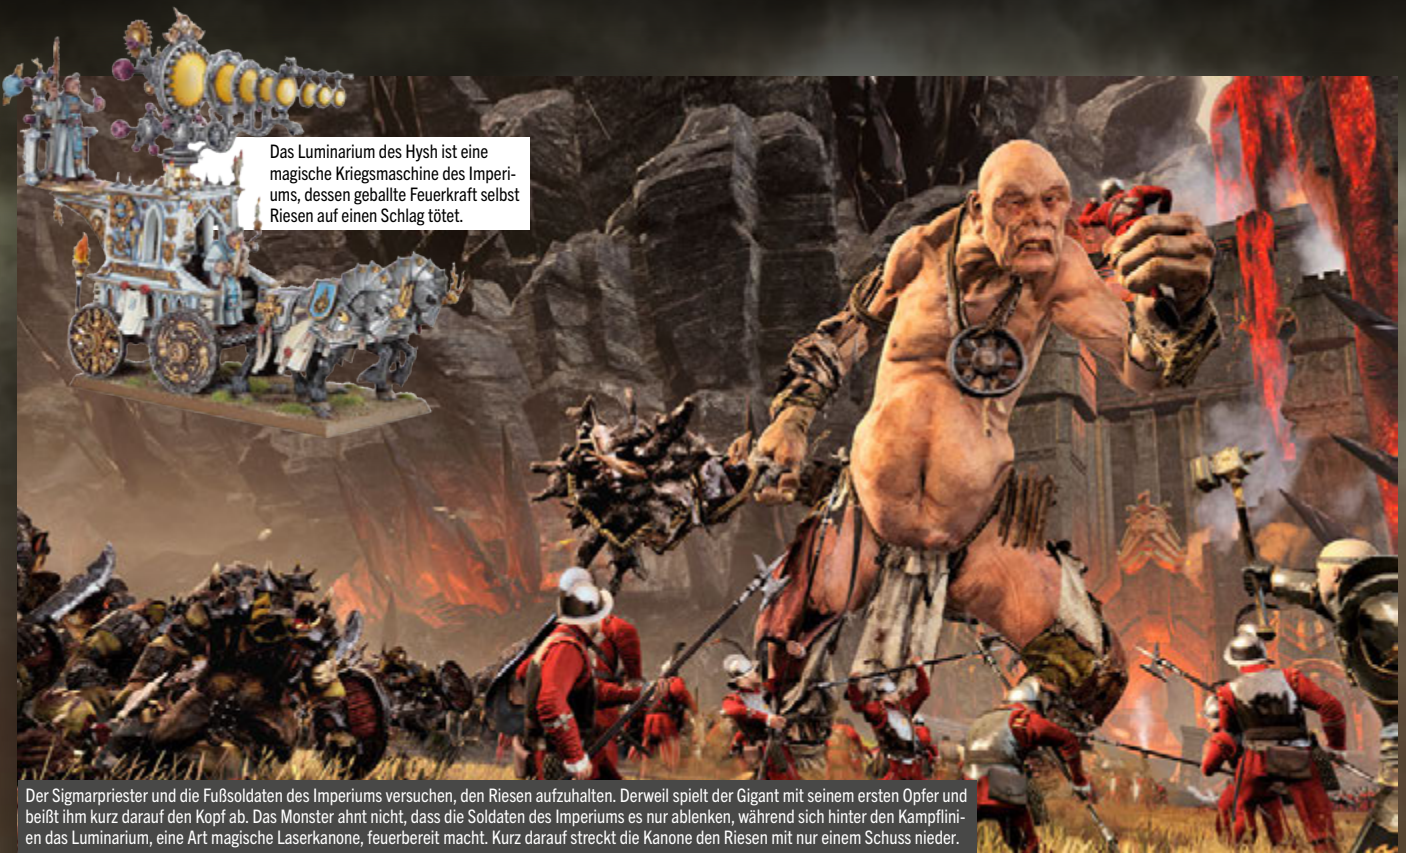 Das Luminarium des Hysh ist eine
magische Kriegsmaschine des Imperi-
ums, dessen geballte Feuerkraft selbst
Riesen auf einen Schlag tötet.
Der Sigmarpriester und die Fußsoldaten des Imperiums versuchen, den Riesen aufzuhalten. Derweil spielt der Gigant mit seinem ersten Opfer und
beißt ihm kurz darauf den Kopf ab. Das Monster ahnt nicht, dass die Soldaten des Imperiums es nur ablenken, während sich hinter den Kampflini-
en das Luminarium, eine Art magische Laserkanone, feuerbereit macht. Kurz darauf streckt die Kanone den Riesen mit nur einem Schuss nieder.